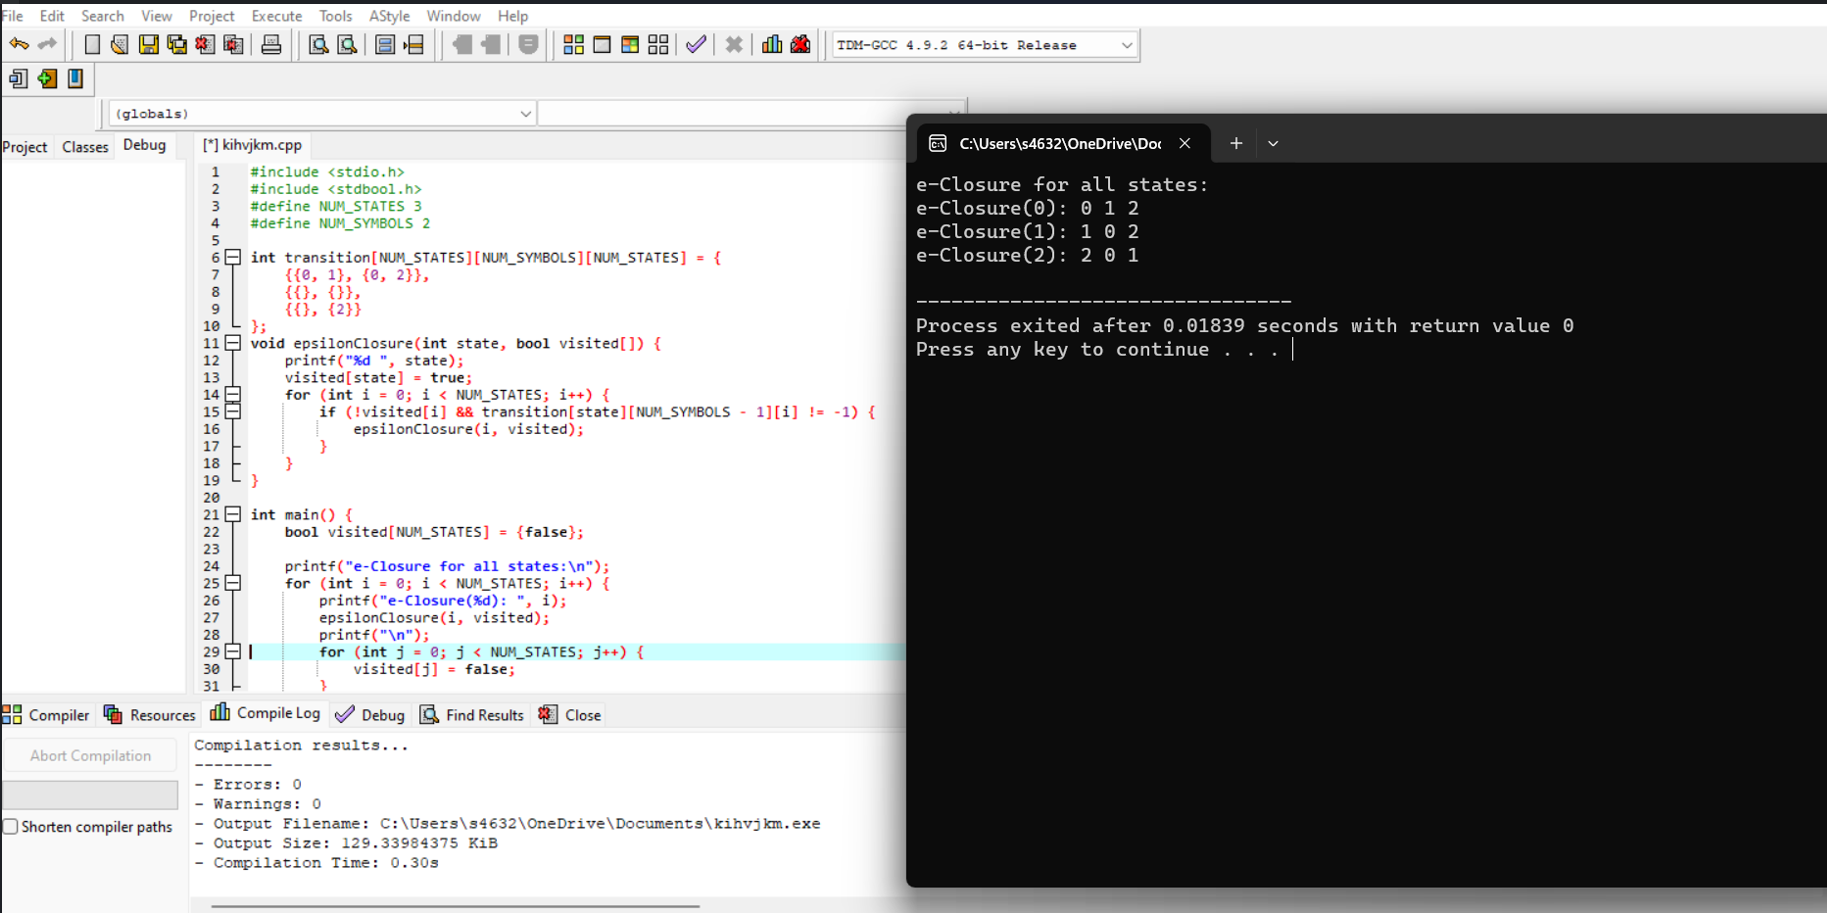 File Edit Search View Project Execute Tools AStyle Window Help
TDM-GCC 4.9.2 64-bit Release
(globals)
Project Classes Debug
[*] kihvjkm.cpp
1 #include <stdio.h>
2 #include <stdbool.h>
3 #define NUM_STATES 3
4 #define NUM_SYMBOLS 2
5
6 int transition[NUM_STATES][NUM_SYMBOLS][NUM_STATES] = {
7 {{0, 1}, {0, 2}},
8 {{}, {}},
9 {{}, {2}}
10 };
11 void epsilonClosure(int state, bool visited[]) {
12 printf("%d ", state);
13 visited[state] = true;
14 for (int i = 0; i < NUM_STATES; i++) {
15 if (!visited[i] && transition[state][NUM_SYMBOLS - 1][i] != -1) {
16 epsilonClosure(i, visited);
17 }
18 }
19 }
20
21 int main() {
22 bool visited[NUM_STATES] = {false};
23
24 printf("e-Closure for all states:\n");
25 for (int i = 0; i < NUM_STATES; i++) {
26 printf("e-Closure(%d): ", i);
27 epsilonClosure(i, visited);
28 printf("\n");
29 for (int j = 0; j < NUM_STATES; j++) {
30 visited[j] = false;
31 }
Compiler Resources Compile Log Debug Find Results Close
Abort Compilation
Shorten compiler paths
Compilation results...
--------
- Errors: 0
- Warnings: 0
- Output Filename: C:\Users\s4632\OneDrive\Documents\kihvjkm.exe
- Output Size: 129.33984375 KiB
- Compilation Time: 0.30s
C:\Users\s4632\OneDrive\Doc
e-Closure for all states:
e-Closure(0): 0 1 2
e-Closure(1): 1 0 2
e-Closure(2): 2 0 1
--------------------------------
Process exited after 0.01839 seconds with return value 0
Press any key to continue . . .